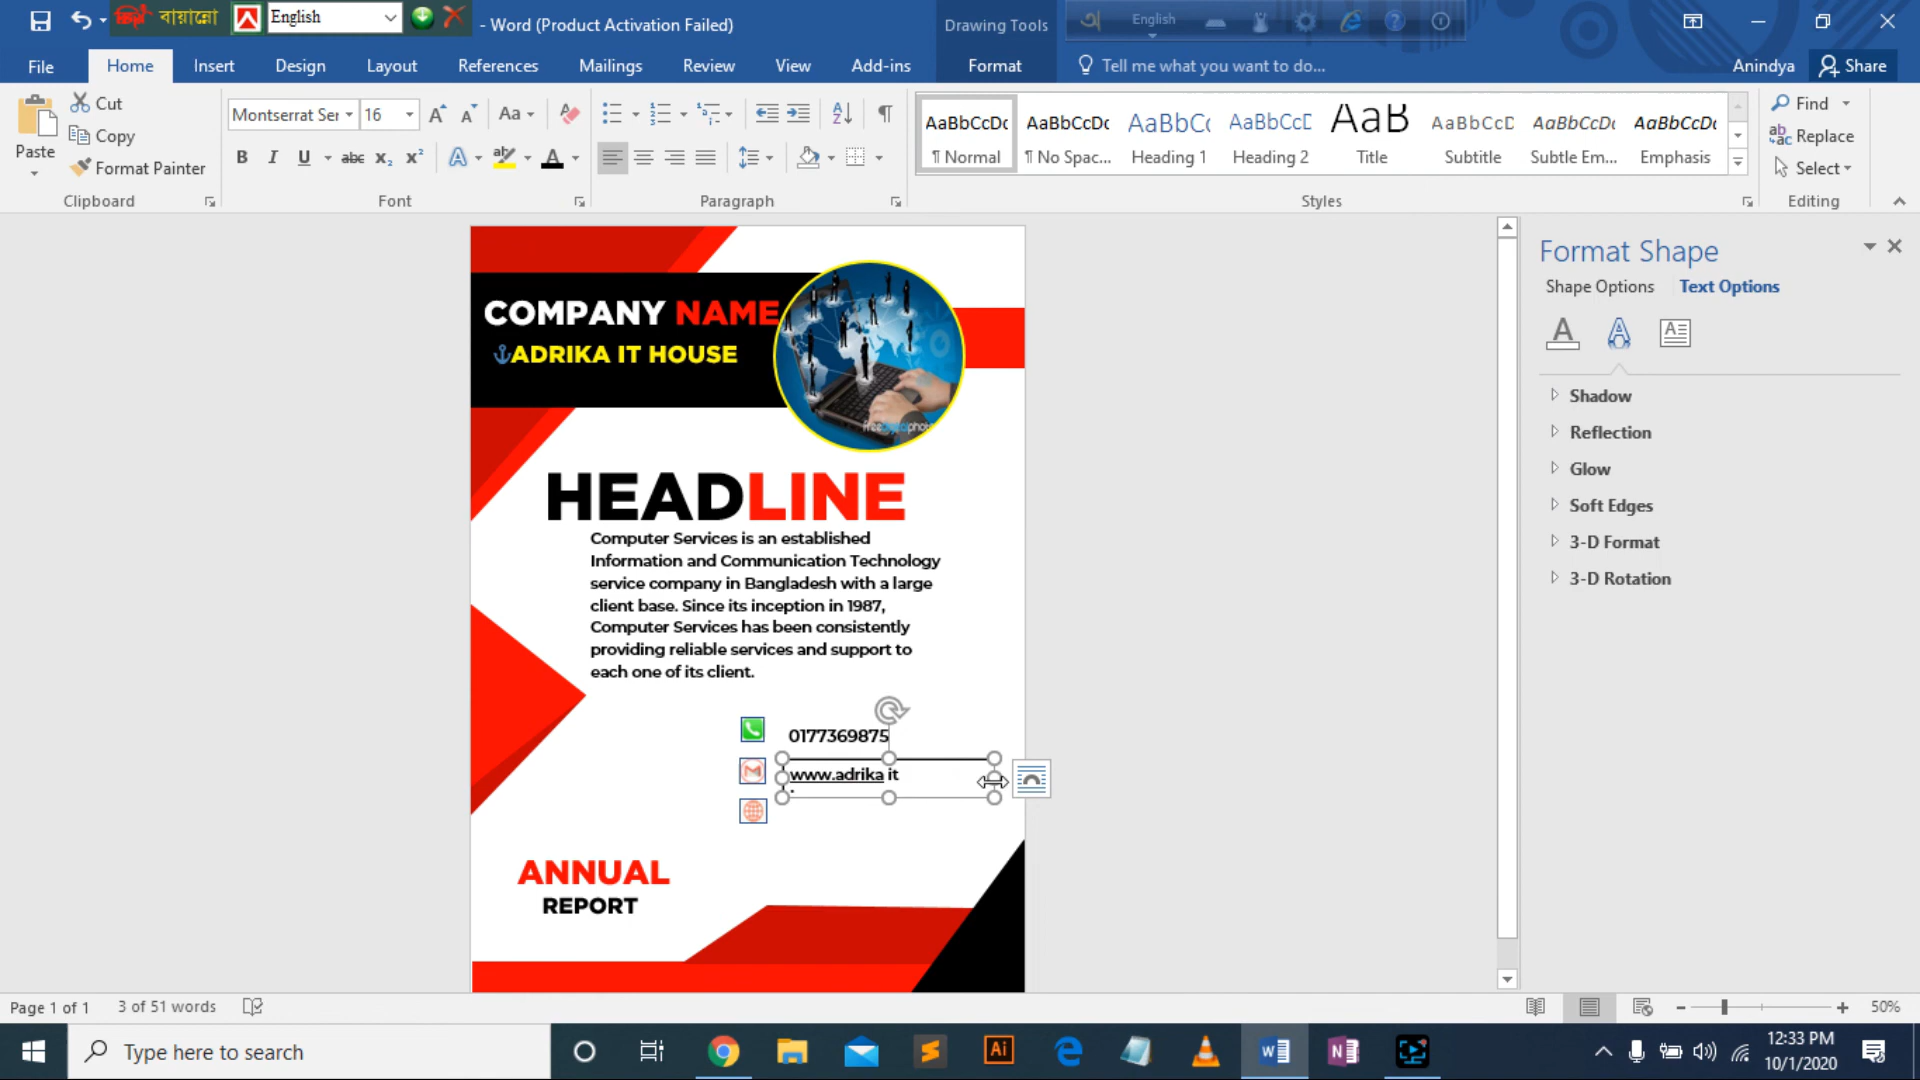 বায়ান্নো
English
- Word (Product Activation Failed)
Drawing Tools
English
File
Home
Insert
Design
Layout
References
Mailings
Review
View
Add-ins
Format
Tell me what you want to do...
Anindya
Share
Paste
Cut
Copy
Format Painter
Clipboard
Montserrat Ser
16
Aa
B I U abc X₂ X²
Font
Paragraph
AaBbCcDc
AaBbCcDc
AaBbCc
AaBbCcD
AaB
AaBbCcD
AaBbCcDc
AaBbCcDc
¶ Normal
¶ No Spac...
Heading 1
Heading 2
Title
Subtitle
Subtle Em...
Emphasis
Styles
Find
Replace
Select
Editing
COMPANY NAME
ADRIKA IT HOUSE
HEADLINE
Computer Services is an established
Information and Communication Technology
service company in Bangladesh with a large
client base. Since its inception in 1987,
Computer Services has been consistently
providing reliable services and support to
each one of its client.
0177369875
www.adrika it
.
ANNUAL
REPORT
Format Shape
Shape Options
Text Options
Shadow
Reflection
Glow
Soft Edges
3-D Format
3-D Rotation
Page 1 of 1
3 of 51 words
50%
Type here to search
Ai
12:33 PM
10/1/2020